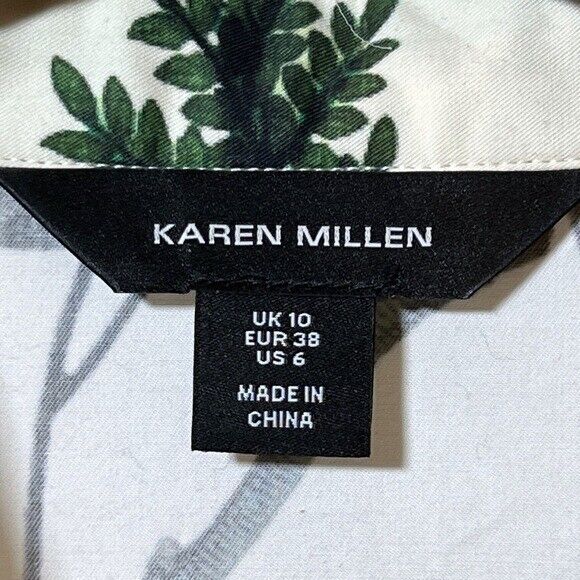 KAREN MILLEN
UK 10
EUR 38
US 6
MADE IN
CHINA